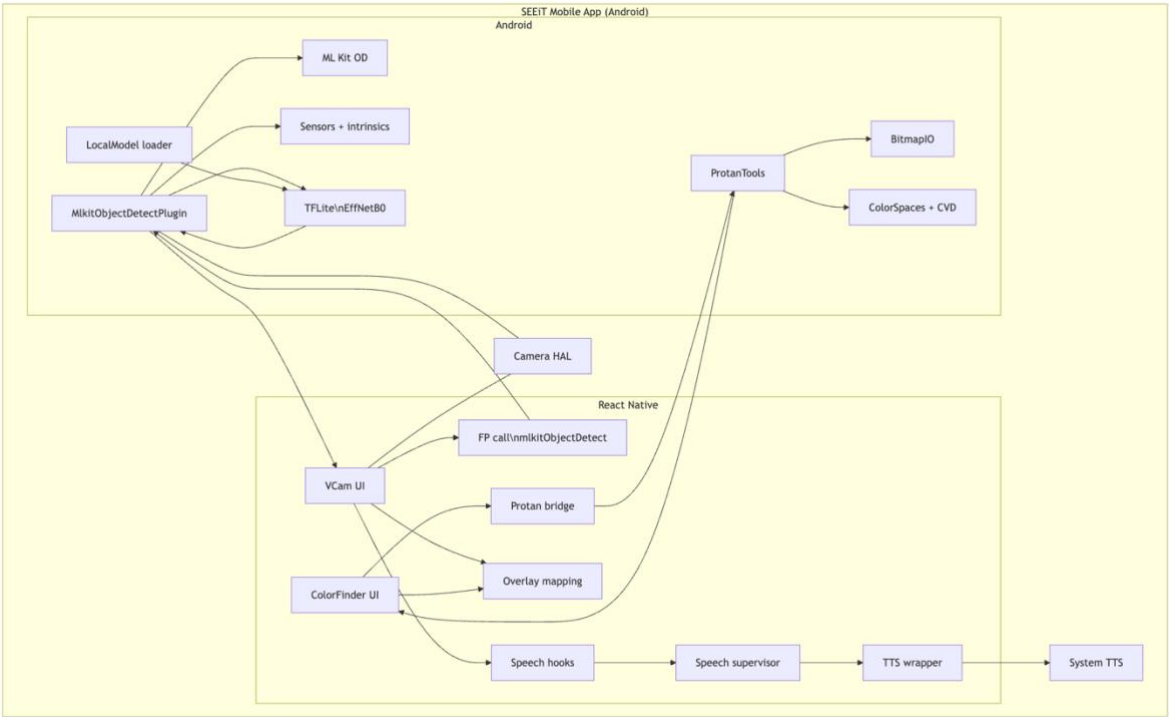 SEEiT Mobile App (Android)
Android
ML Kit OD
Sensors + intrinsics
LocalModel loader
BitmapIO
ProtanTools
TFLite\nEffNetB0
MlkitObjectDetectPlugin
ColorSpaces + CVD
Camera HAL
React Native
FP call\nmlkitObjectDetect
VCam UI
Protan bridge
Overlay mapping
ColorFinder UI
Speech hooks
Speech supervisor
TTS wrapper
System TTS